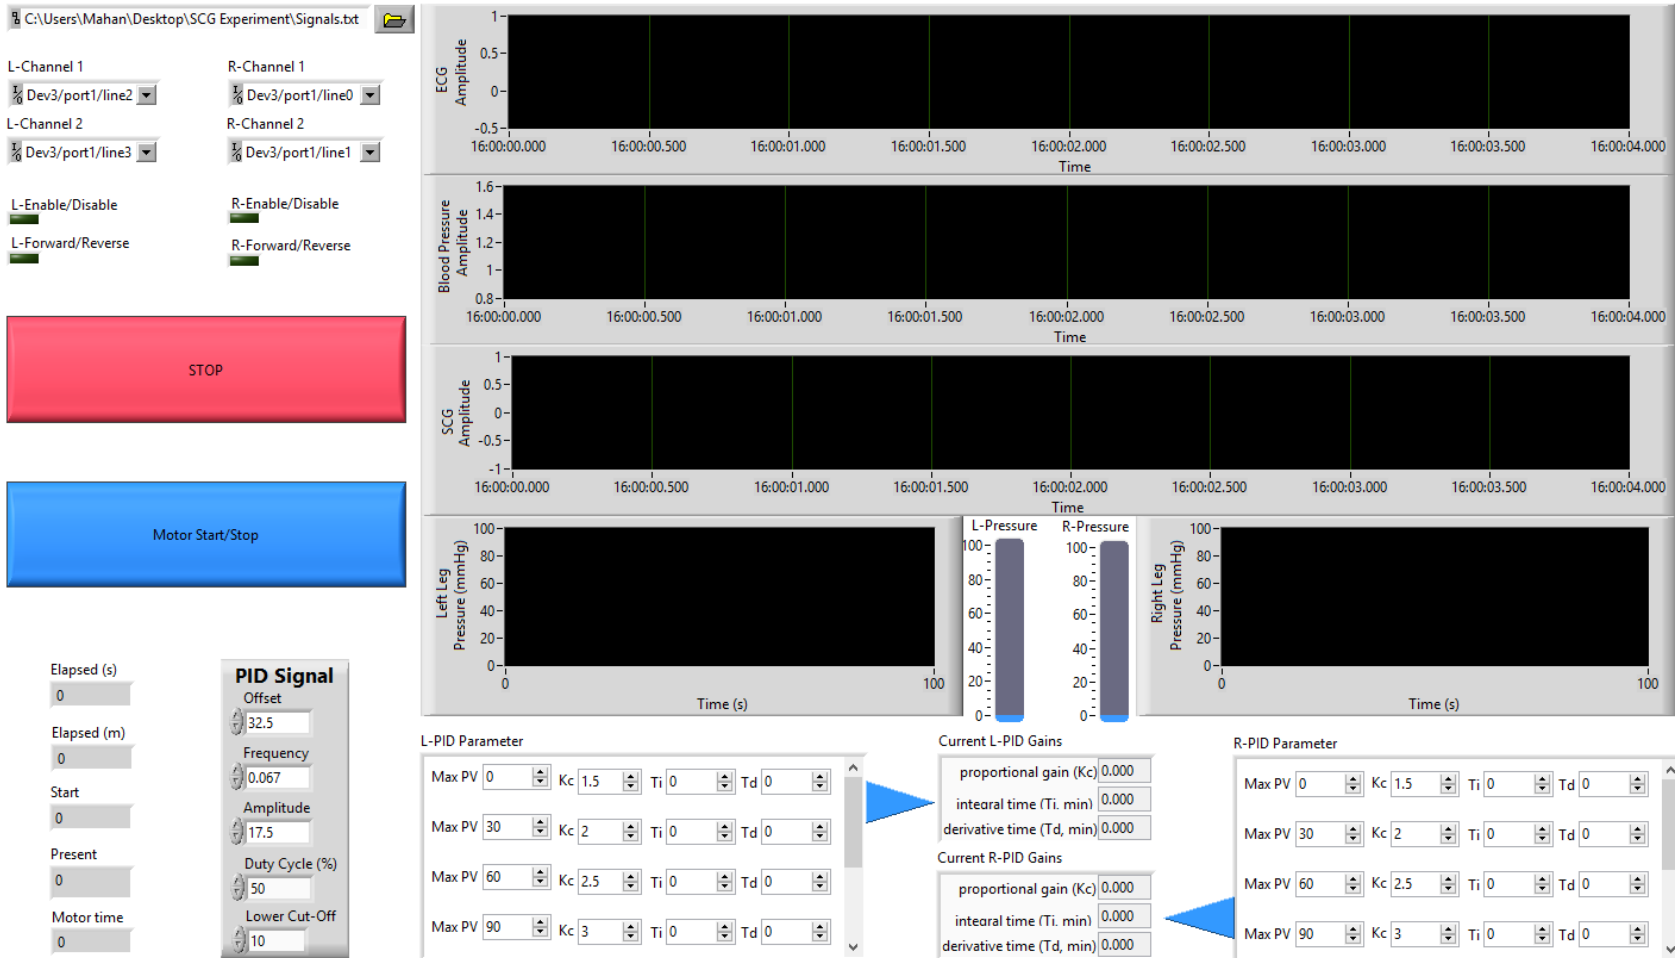 C:\Users\Mahan\Desktop\SCG Experiment\Signals.txt
L-Channel 1
R-Channel 1
Dev3/port1/line2
Dev3/port1/line0
L-Channel 2
R-Channel 2
Dev3/port1/line3
Dev3/port1/line1
L-Enable/Disable
R-Enable/Disable
L-Forward/Reverse
R-Forward/Reverse
STOP
Motor Start/Stop
Elapsed (s)
0
Elapsed (m)
0
Start
0
Present
0
Motor time
0
PID Signal
Offset
32.5
Frequency
0.067
Amplitude
17.5
Duty Cycle (%)
50
Lower Cut-Off
10
ECG
Amplitude
1
0.5
0
-0.5
16:00:00.000 16:00:00.500 16:00:01.000 16:00:01.500 16:00:02.000 16:00:02.500 16:00:03.000 16:00:03.500 16:00:04.000
Time
Blood Pressure
Amplitude
1.6
1.4
1.2
1
0.8
16:00:00.000 16:00:00.500 16:00:01.000 16:00:01.500 16:00:02.000 16:00:02.500 16:00:03.000 16:00:03.500 16:00:04.000
Time
SCG
Amplitude
1
0.5
0
-0.5
-1
16:00:00.000 16:00:00.500 16:00:01.000 16:00:01.500 16:00:02.000 16:00:02.500 16:00:03.000 16:00:03.500 16:00:04.000
Time
Left Leg
Pressure (mmHg)
100
80
60
40
20
0
0 100
Time (s)
L-Pressure
100
80
60
40
20
0
R-Pressure
100
80
60
40
20
0
Right Leg
Pressure (mmHg)
100
80
60
40
20
0
0 100
Time (s)
L-PID Parameter
Max PV 0 Kc 1.5 Ti 0 Td 0
Max PV 30 Kc 2 Ti 0 Td 0
Max PV 60 Kc 2.5 Ti 0 Td 0
Max PV 90 Kc 3 Ti 0 Td 0
Current L-PID Gains
proportional gain (Kc) 0.000
integral time (Ti, min) 0.000
derivative time (Td, min) 0.000
Current R-PID Gains
proportional gain (Kc) 0.000
integral time (Ti, min) 0.000
derivative time (Td, min) 0.000
R-PID Parameter
Max PV 0 Kc 1.5 Ti 0 Td 0
Max PV 30 Kc 2 Ti 0 Td 0
Max PV 60 Kc 2.5 Ti 0 Td 0
Max PV 90 Kc 3 Ti 0 Td 0